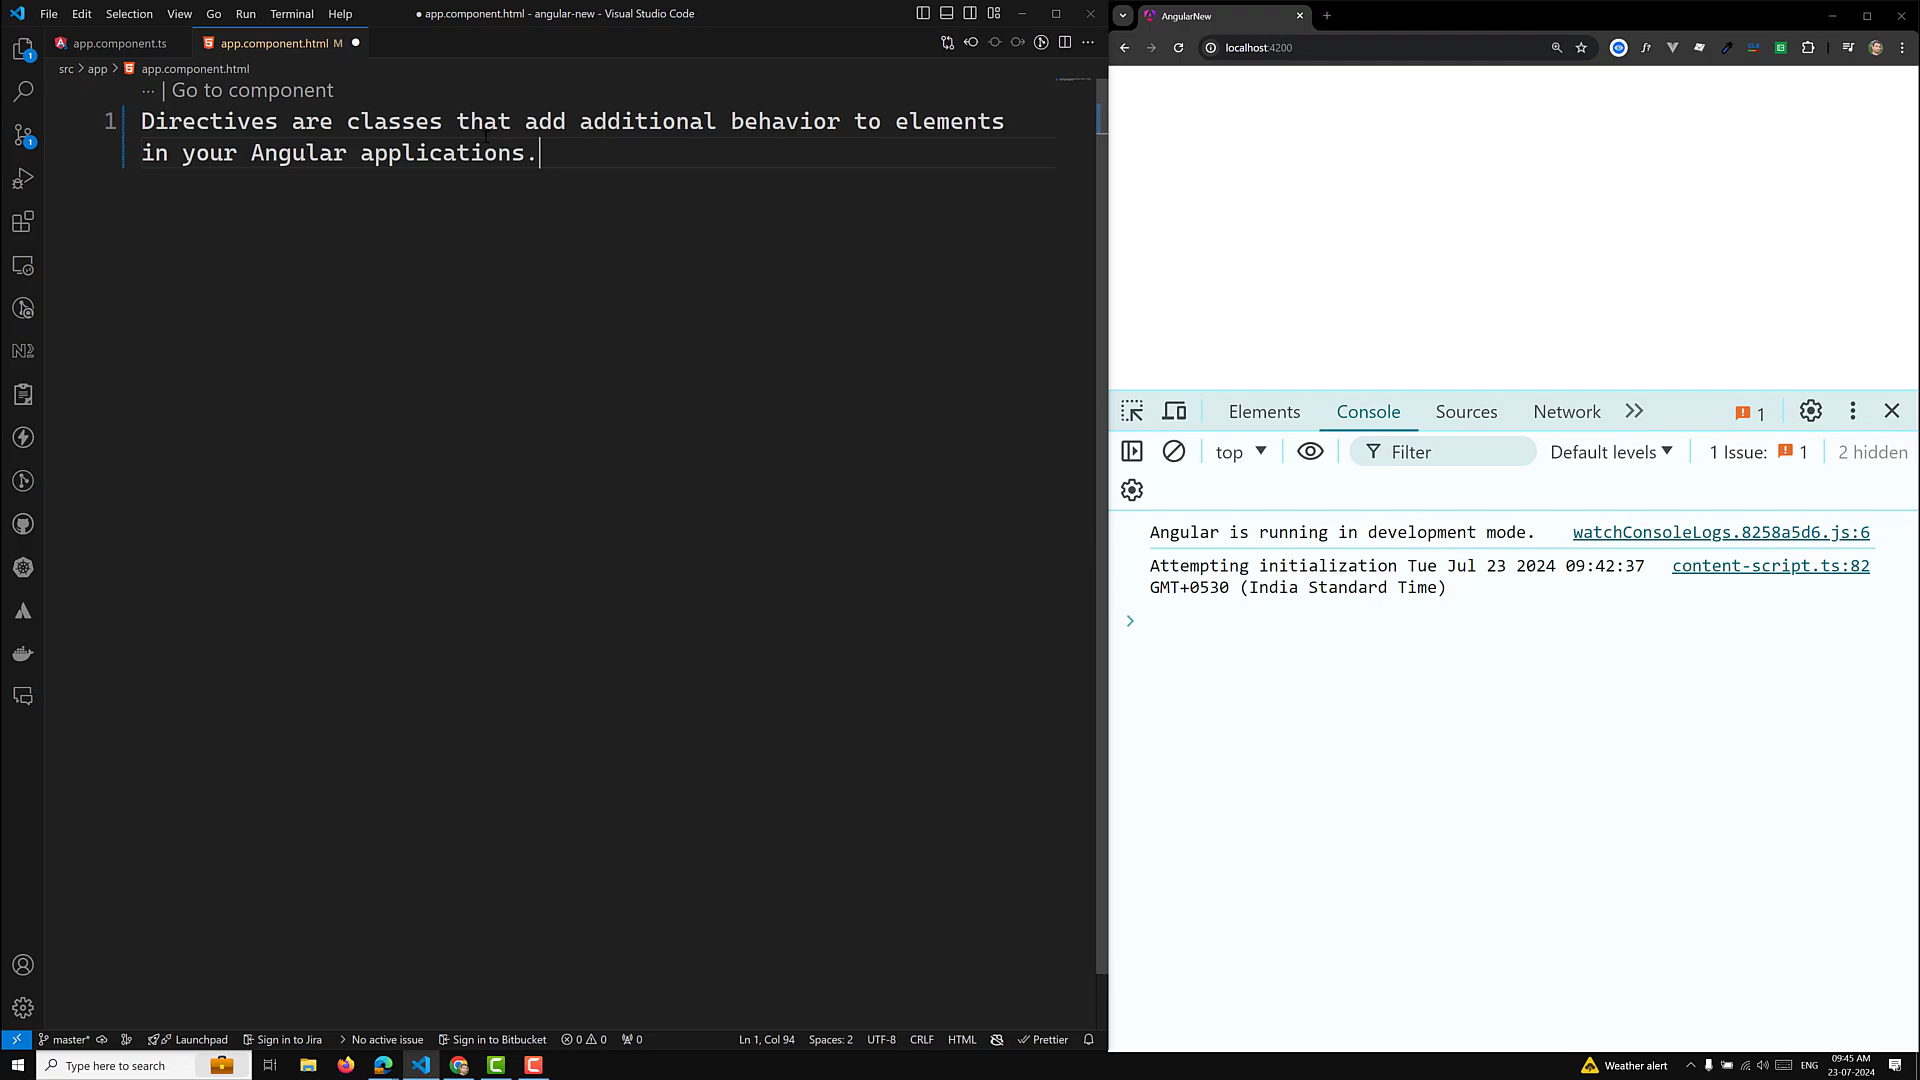 File Edit Selection View Go Run Terminal Help
● app.component.html - angular-new - Visual Studio Code
app.component.ts
app.component.html M ●
src > app > app.component.html
... | Go to component
1 Directives are classes that add additional behavior to elements
in your Angular applications.
master*
Launchpad
Sign in to Jira
No active issue
Sign in to Bitbucket
0 0
0
Ln 1, Col 94
Spaces: 2
UTF-8
CRLF
HTML
Prettier
AngularNew
localhost:4200
Elements Console Sources Network 1
top
Filter
Default levels
1 Issue: 1
2 hidden
Angular is running in development mode. watchConsoleLogs.8258a5d6.js:6
Attempting initialization Tue Jul 23 2024 09:42:37 content-script.ts:82
GMT+0530 (India Standard Time)
>
Type here to search
Weather alert
ENG
09:45 AM
23-07-2024